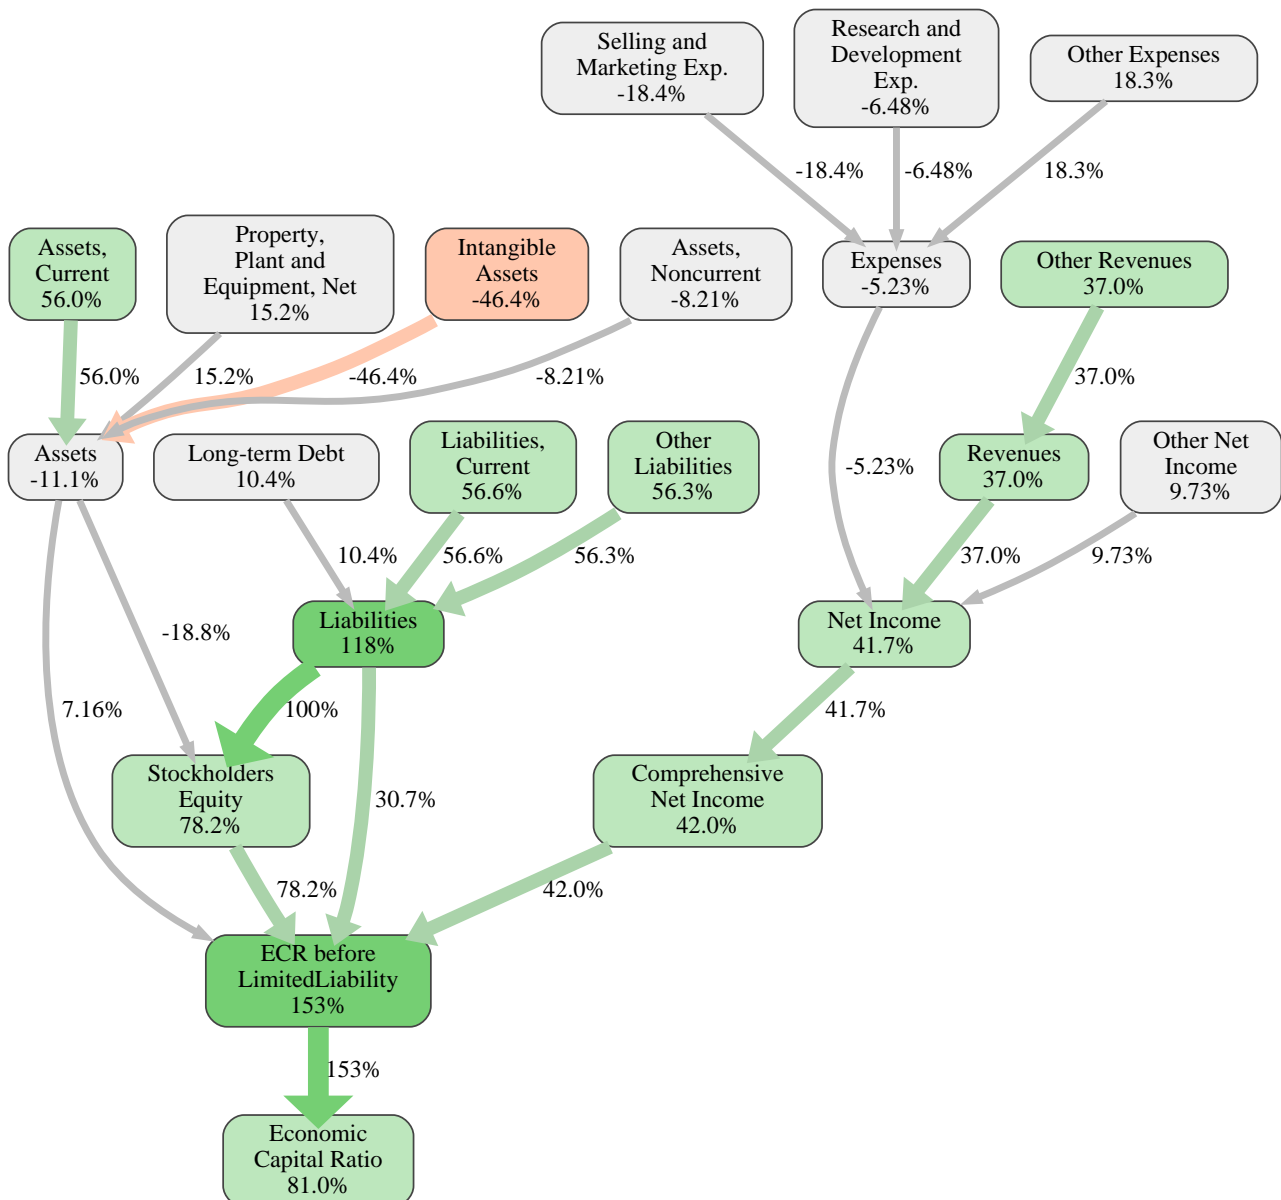 Selling and
Marketing Exp.
-18.4%
Research and
Development
Exp.
-6.48%
Other Expenses
18.3%
-18.4%
-6.48%
18.3%
Assets,
Current
56.0%
Property,
Plant and
Equipment, Net
15.2%
Intangible
Assets
-46.4%
Assets,
Noncurrent
-8.21%
Expenses
-5.23%
Other Revenues
37.0%
56.0%
15.2%
-46.4%
-8.21%
37.0%
Assets
-11.1%
Long-term Debt
10.4%
Liabilities,
Current
56.6%
Other
Liabilities
56.3%
-5.23%
Revenues
37.0%
Other Net
Income
9.73%
10.4%
56.6%
56.3%
37.0%
9.73%
Liabilities
118%
Net Income
41.7%
-18.8%
7.16%
100%
41.7%
Stockholders
Equity
78.2%
30.7%
Comprehensive
Net Income
42.0%
78.2%
42.0%
ECR before
LimitedLiability
153%
153%
Economic
Capital Ratio
81.0%